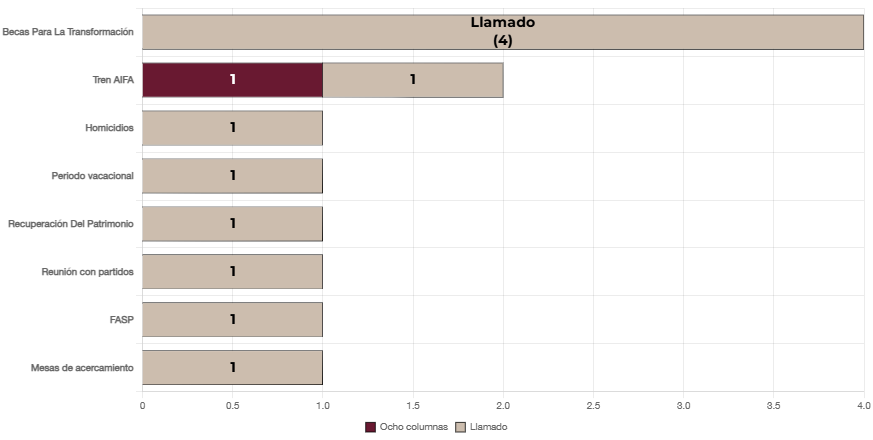 Becas Para La Transformación
Llamado
(4)
Tren AIFA
1
1
Homicidios
1
Periodo vacacional
1
Recuperación Del Patrimonio
1
Reunión con partidos
1
FASP
1
Mesas de acercamiento
1
0 0.5 1.0 1.5 2.0 2.5 3.0 3.5 4.0
Ocho columnas Llamado